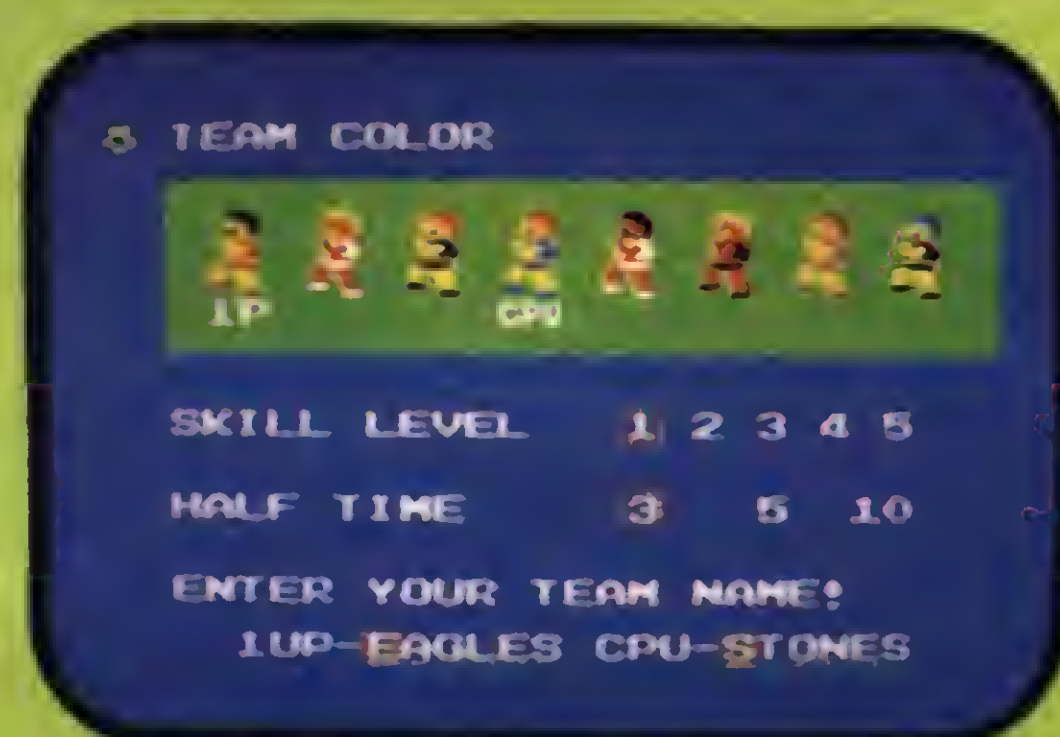 TEAM COLOR
1P CPU
SKILL LEVEL 1 2 3 4 5
HALF TIME 3 5 10
ENTER YOUR TEAM NAME!
1UP-EAGLES CPU-STONES